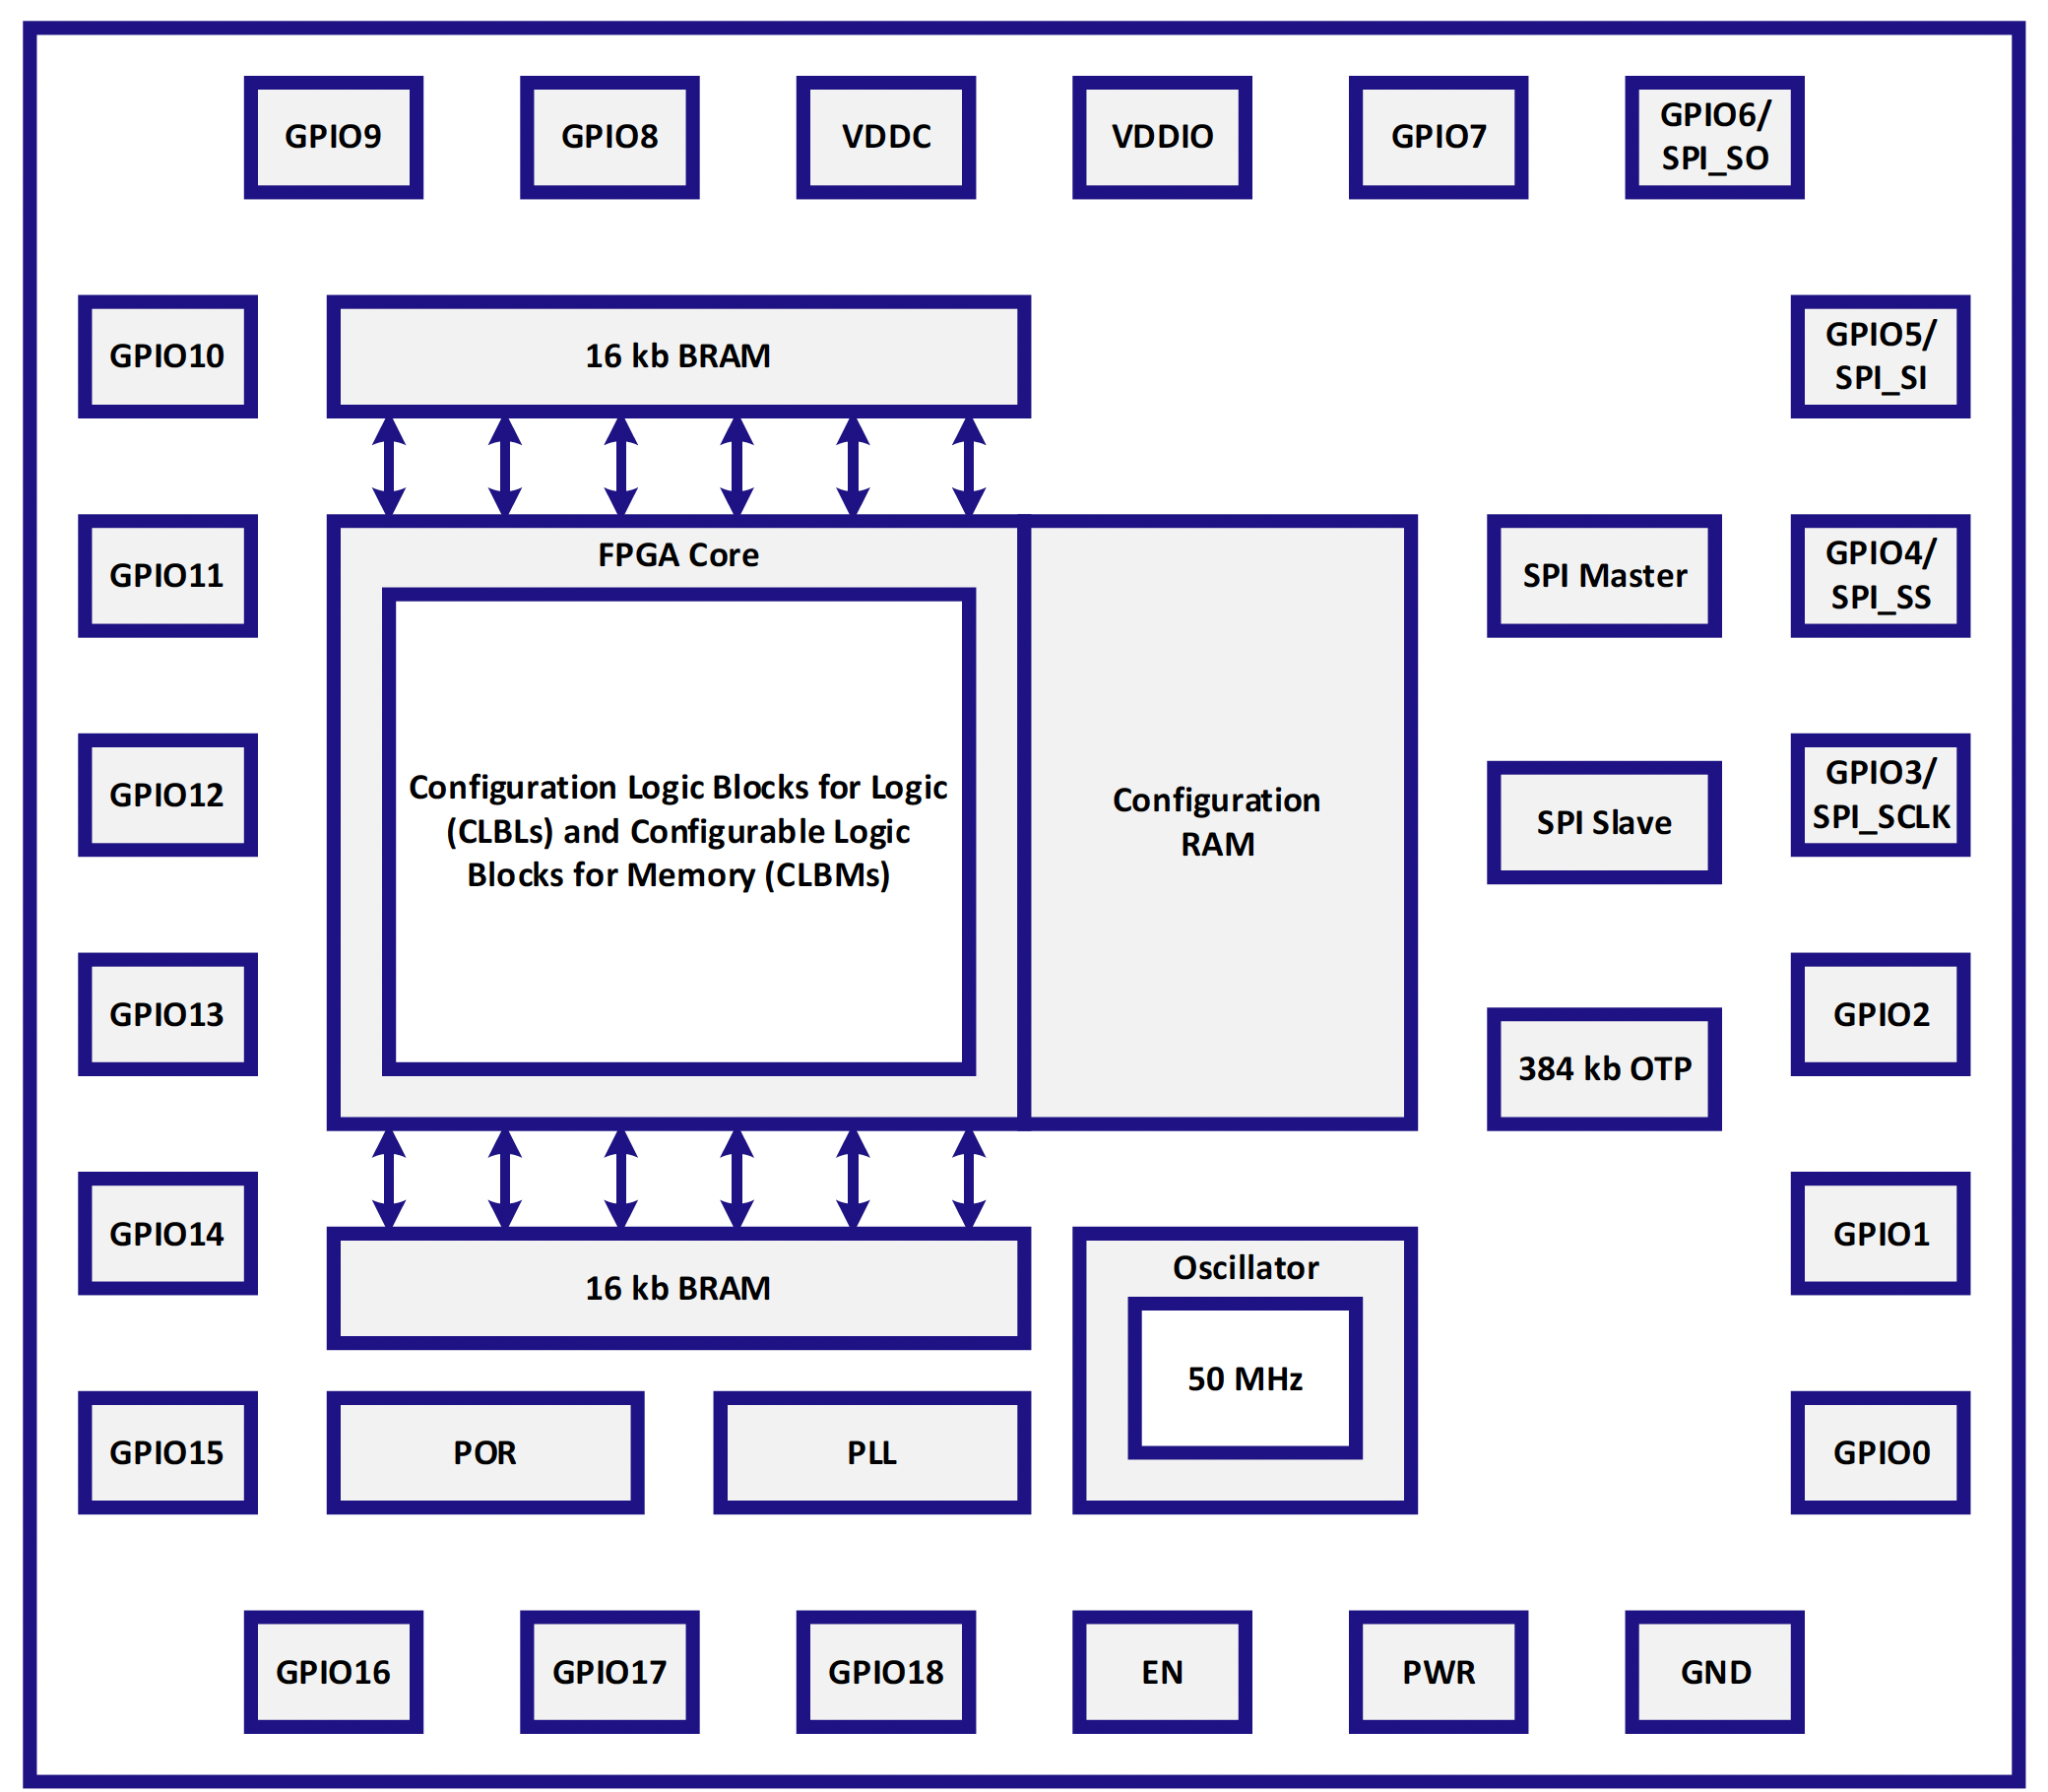 GPIO9
GPIO8
VDDC
VDDIO
GPIO7
GPIO6/
SPI_SO
GPIO10
16 kb BRAM
GPIO5/
SPI_SI
GPIO11
FPGA Core
SPI Master
GPIO4/
SPI_SS
GPIO12
Configuration Logic Blocks for Logic
(CLBLs) and Configurable Logic
Blocks for Memory (CLBMs)
Configuration
RAM
SPI Slave
GPIO3/
SPI_SCLK
GPIO13
384 kb OTP
GPIO2
GPIO14
16 kb BRAM
Oscillator
50 MHz
GPIO1
GPIO15
POR
PLL
GPIO0
GPIO16
GPIO17
GPIO18
EN
PWR
GND